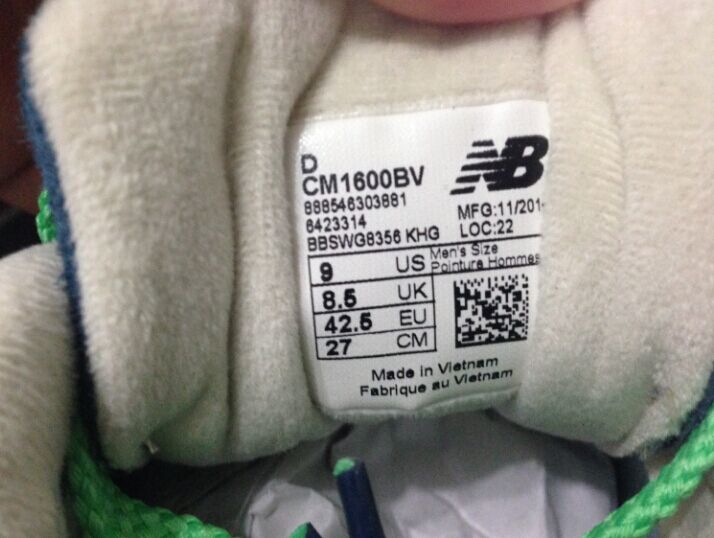 D
CM1600BV
888546303881
6423314
BBSWG8356 KHG
NB
MFG:11/201
LOC:22
9 US Men's Size
Pointure Hommes
8.5 UK
42.5 EU
27 CM
Made in Vietnam
Fabrique au Vietnam